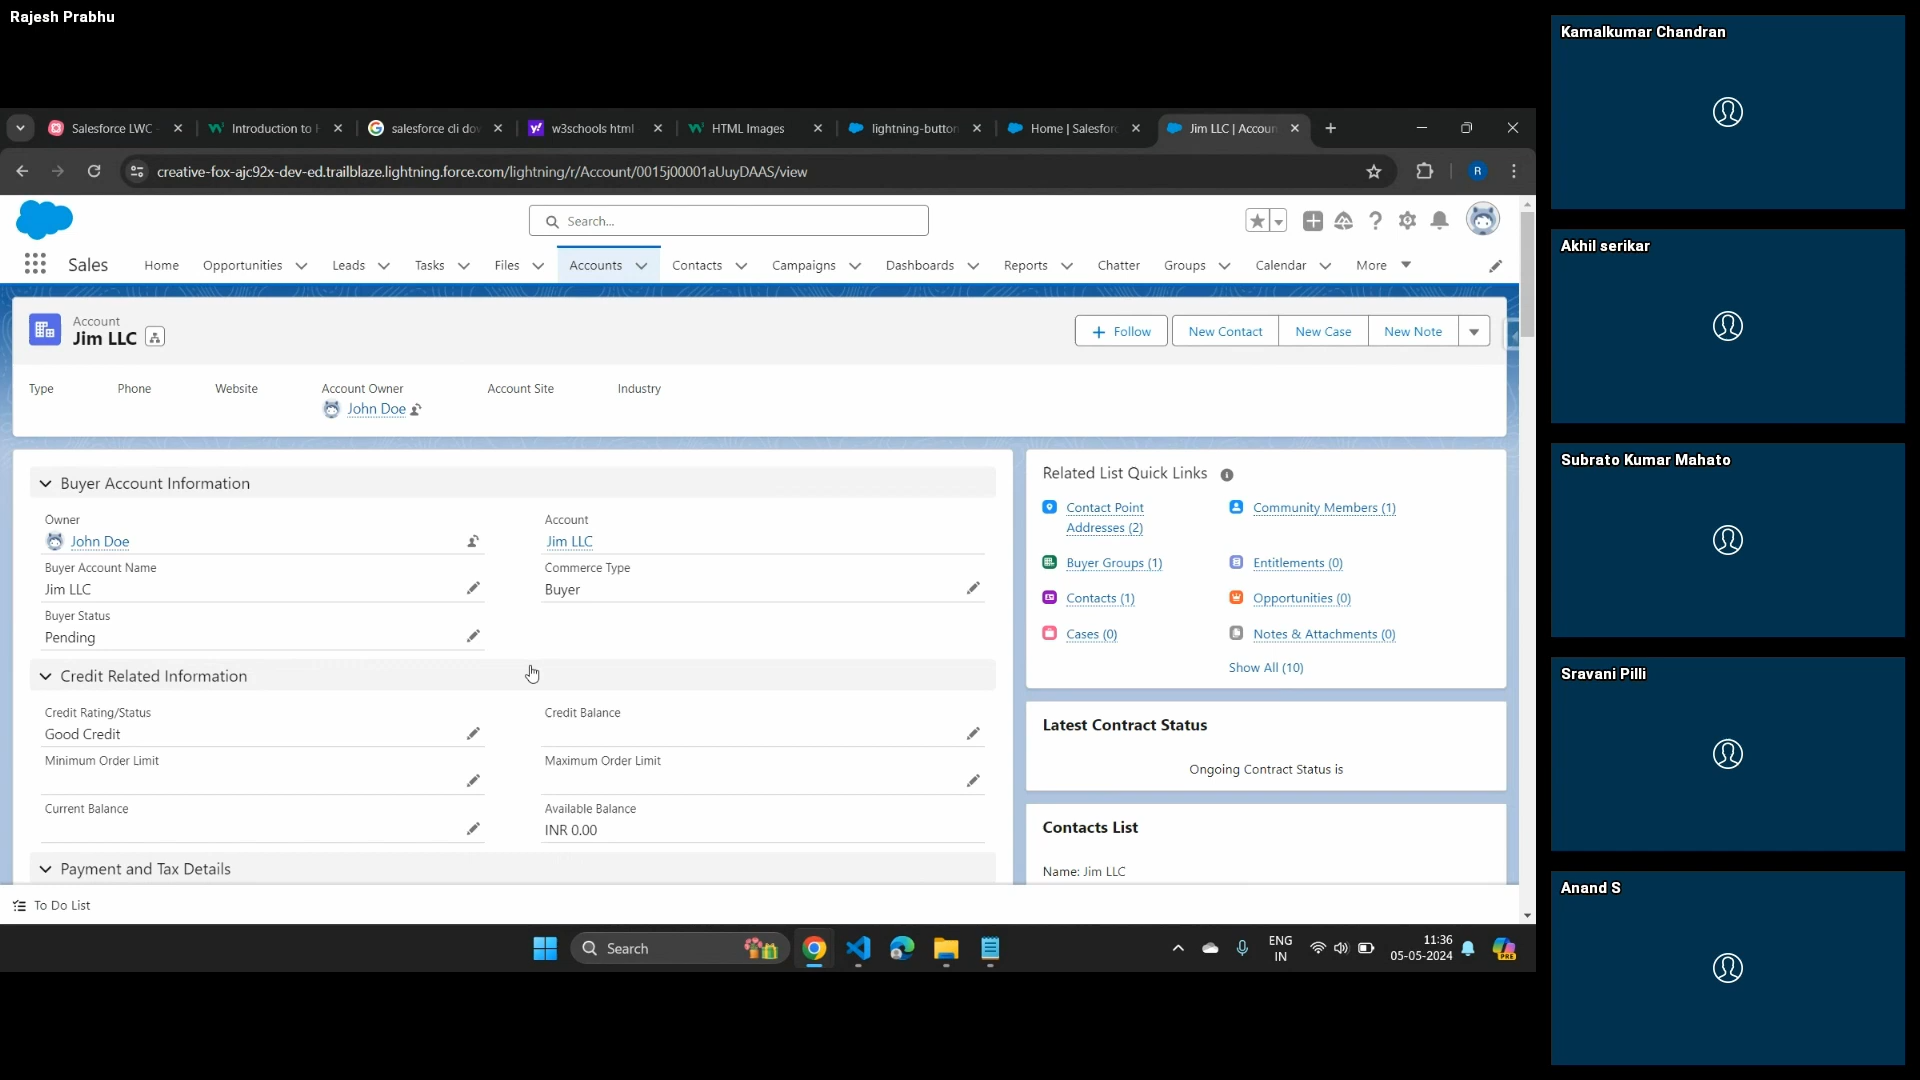 Rajesh Prabhu
Salesforce LWC -
Introduction to
salesforce cli do
w3schools html
HTML Images
lightning-button
Home | Salesforc
Jim LLC | Accoun
creative-fox-ajc92x-dev-ed.trailblaze.lightning.force.com/lightning/r/Account/0015j00001aUuyDAAS/view
R
Search...
Sales
Home
Opportunities
Leads
Tasks
Files
Accounts
Contacts
Campaigns
Dashboards
Reports
Chatter
Groups
Calendar
More
Account
Jim LLC
Follow
New Contact
New Case
New Note
Type
Phone
Website
Account Owner
Account Site
Industry
John Doe
Buyer Account Information
Owner
John Doe
Account
Jim LLC
Buyer Account Name
Jim LLC
Commerce Type
Buyer
Buyer Status
Pending
Credit Related Information
Credit Rating/Status
Good Credit
Credit Balance
Minimum Order Limit
Maximum Order Limit
Current Balance
Available Balance
INR 0.00
Payment and Tax Details
Related List Quick Links
Contact Point
Addresses (2)
Community Members (1)
Buyer Groups (1)
Entitlements (0)
Contacts (1)
Opportunities (0)
Cases (0)
Notes & Attachments (0)
Show All (10)
Latest Contract Status
Ongoing Contract Status is
Contacts List
Name: Jim LLC
To Do List
Search
ENG
IN
11:36
05-05-2024
PRE
Kamalkumar Chandran
Akhil serikar
Subrato Kumar Mahato
Sravani Pilli
Anand S